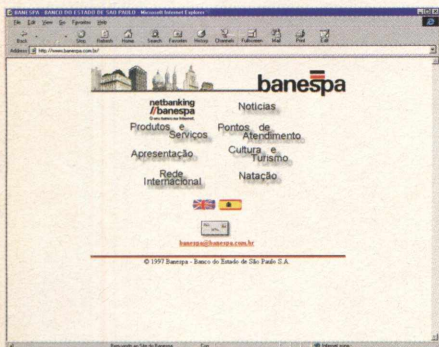 BANESPA - BANCO DO ESTADO DE SAO PAULO - Microsoft Internet Explorer
File Edit View Go Favorites Help
Back Stop Refresh Home Search Favorites History Channels Fullscreen Mail Print Edit
Address http://www.banespa.com.br/
banespa
netbanking
//banespa
Notícias
Produtos e
Serviços
Pontos de
Atendimento
Apresentação
Cultura e
Turismo
Rede
Internacional
Natação
banespa@banespa.com.br
© 1997 Banespa - Banco do Estado de São Paulo S.A.
Internet zone